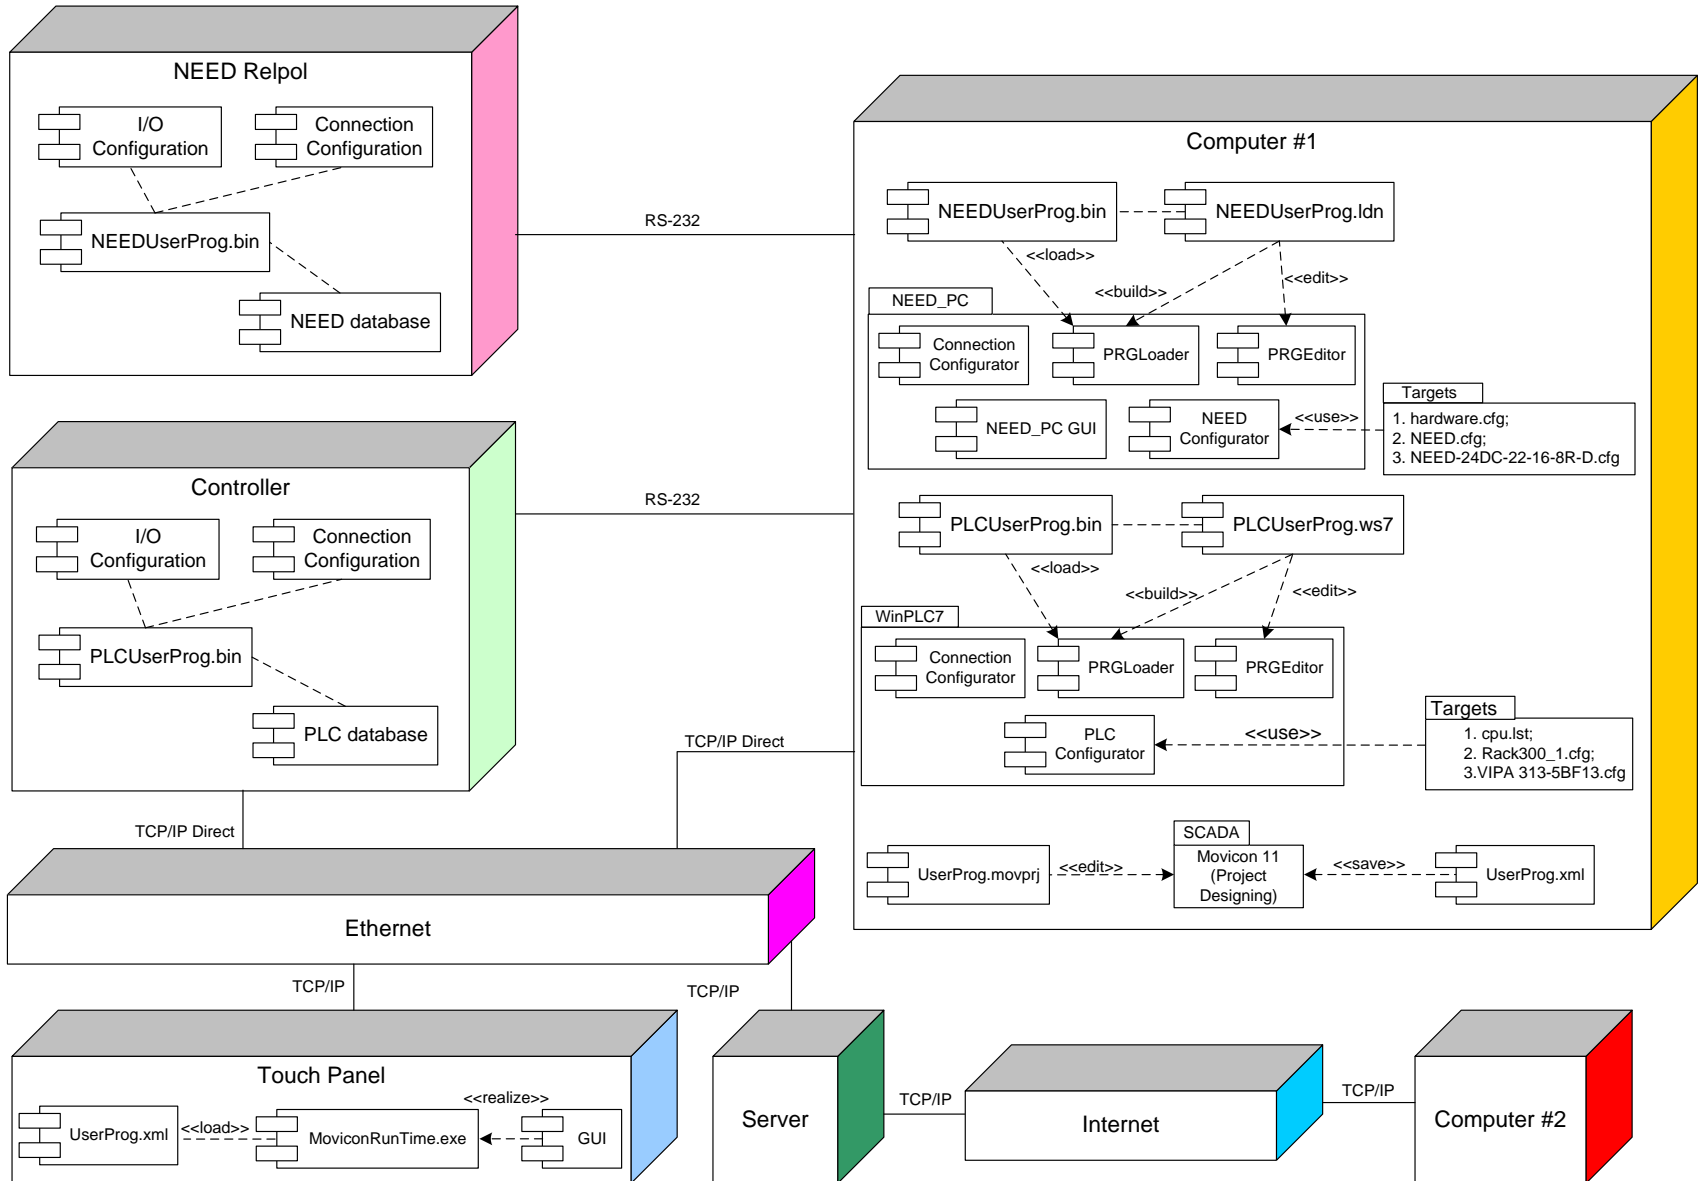 NEED Relpol
I/O
Configuration
Connection
Configuration
NEEDUserProg.bin
NEED database
RS-232
Computer #1
NEEDUserProg.bin
NEEDUserProg.ldn
<<load>>
<<build>>
<<edit>>
NEED_PC
Connection
Configurator
PRGLoader
PRGEditor
NEED_PC GUI
NEED
Configurator
<<use>>
Targets
1. hardware.cfg;
2. NEED.cfg;
3. NEED-24DC-22-16-8R-D.cfg
Controller
I/O
Configuration
Connection
Configuration
PLCUserProg.bin
PLC database
RS-232
PLCUserProg.bin
PLCUserProg.ws7
<<load>>
<<build>>
<<edit>>
WinPLC7
Connection
Configurator
PRGLoader
PRGEditor
PLC
Configurator
<<use>>
Targets
1. cpu.lst;
2. Rack300_1.cfg;
3.VIPA 313-5BF13.cfg
TCP/IP Direct
TCP/IP Direct
UserProg.movprj
<<edit>>
SCADA
Movicon 11
(Project
Designing)
<<save>>
UserProg.xml
Ethernet
TCP/IP
TCP/IP
Touch Panel
UserProg.xml
<<load>>
MoviconRunTime.exe
<<realize>>
GUI
Server
TCP/IP
Internet
TCP/IP
Computer #2